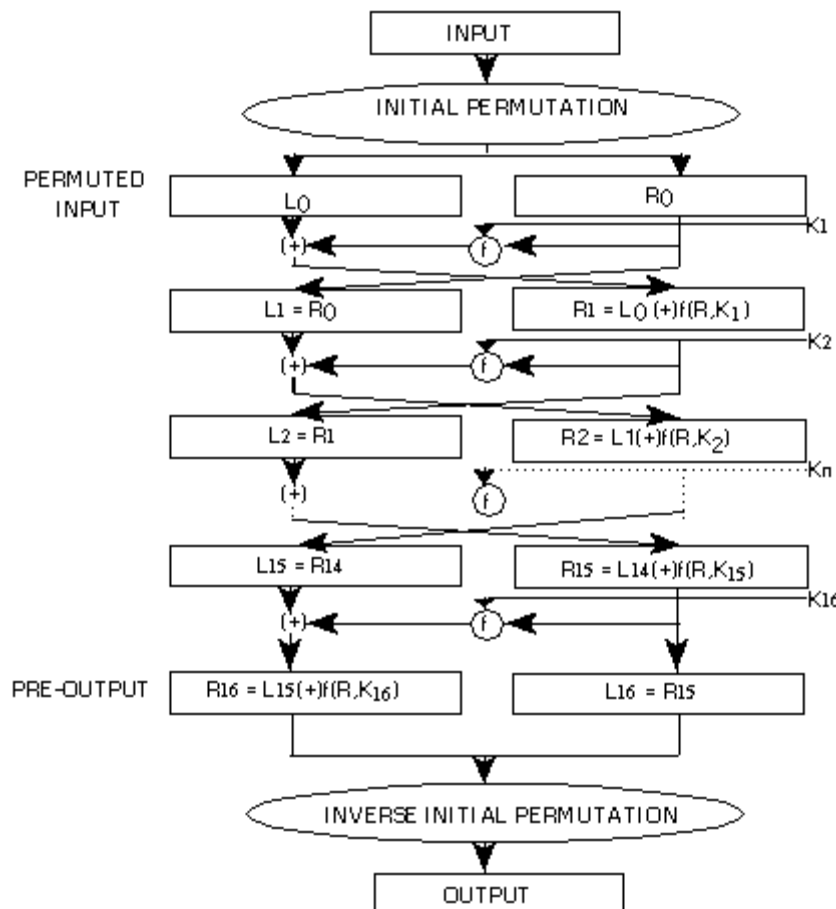 INPUT
INITIAL PERMUTATION
PERMUTED
INPUT
L0
R0
K1
(+)
f
L1 = R0
R1 = L0 (+)f(R,K1)
K2
(+)
f
L2 = R1
R2 = L1(+)f(R,K2)
Kn
(+)
f
L15 = R14
R15 = L14(+)f(R,K15)
K16
(+)
f
PRE-OUTPUT
R16 = L15(+)f(R,K16)
L16 = R15
INVERSE INITIAL PERMUTATION
OUTPUT